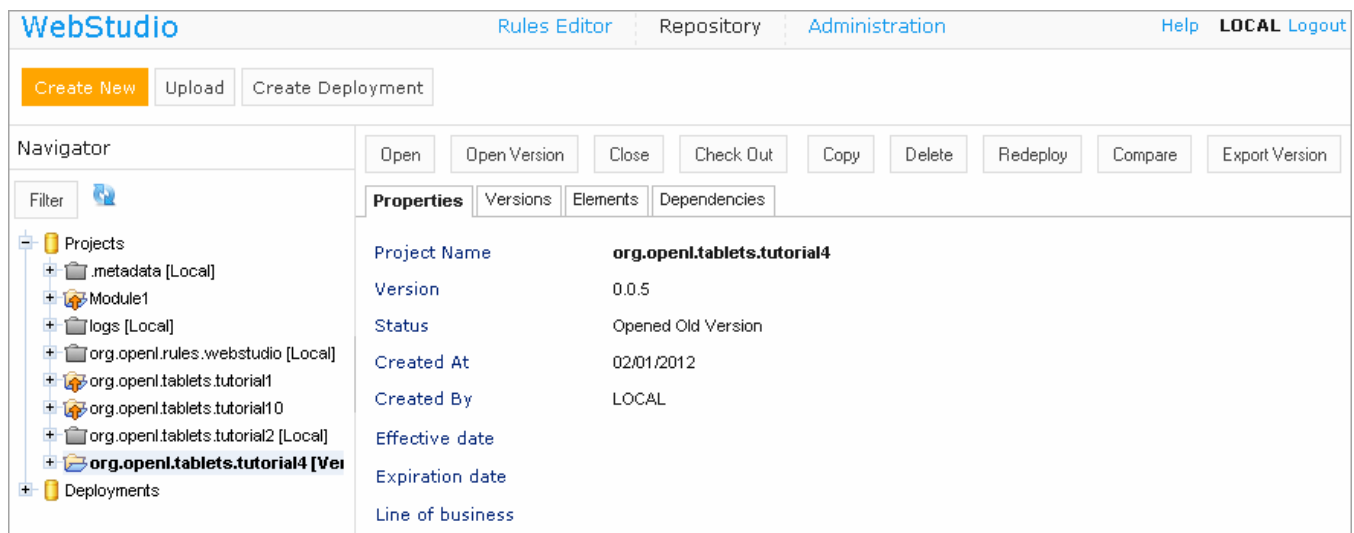 WebStudio Rules Editor Repository Administration Help LOCAL Logout
Create New Upload Create Deployment
Navigator
Filter
Projects
.metadata [Local]
Module1
logs [Local]
org.openl.rules.webstudio [Local]
org.openl.tablets.tutorial1
org.openl.tablets.tutorial10
org.openl.tablets.tutorial2 [Local]
org.openl.tablets.tutorial4 [Ver
Deployments
Open Open Version Close Check Out Copy Delete Redeploy Compare Export Version
Properties Versions Elements Dependencies
Project Name org.openl.tablets.tutorial4
Version 0.0.5
Status Opened Old Version
Created At 02/01/2012
Created By LOCAL
Effective date
Expiration date
Line of business